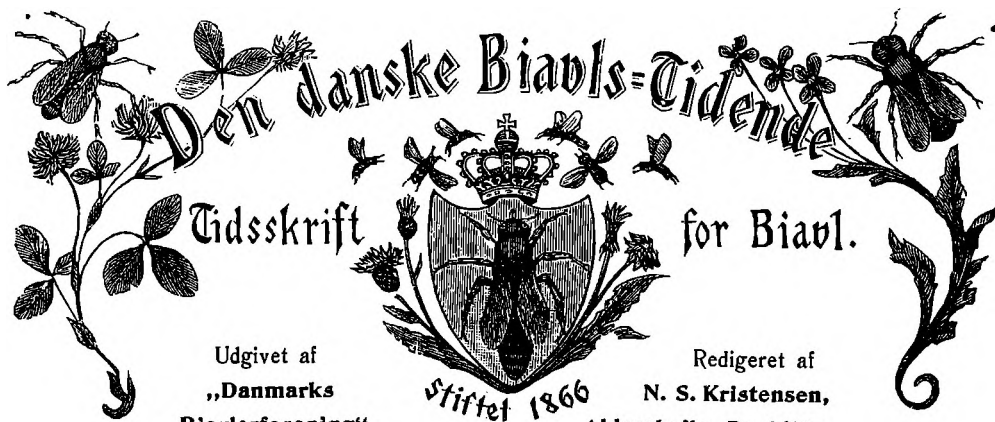 Den danske Biavls=Tidende
Tidsskrift for Biavl.
Stiftet 1866
Udgivet af
„Danmarks
Redigeret af
N. S. Kristensen,